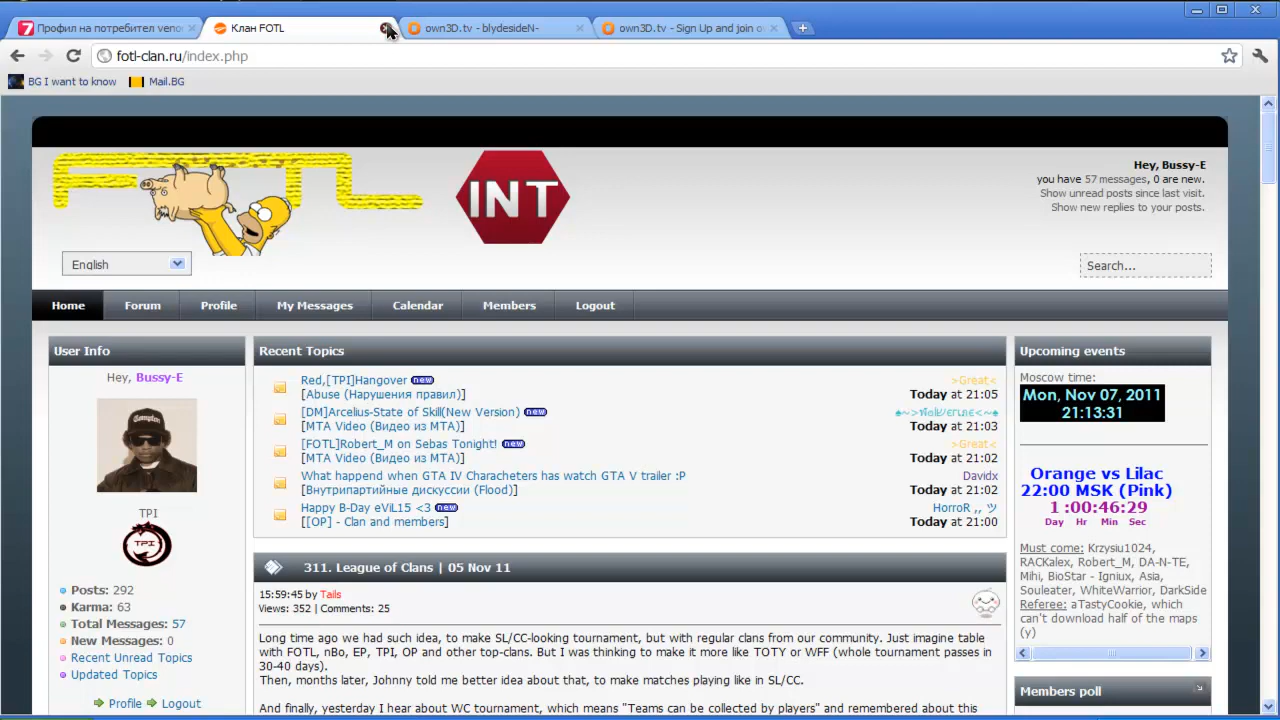 Профил на потребител veno
Клан FOTL
own3D.tv - blydesideN-
own3D.tv - Sign Up and join o
fotl-clan.ru/index.php
BG I want to know
Mail.BG
FOTL
INT
Hey, Bussy-E
you have 57 messages, 0 are new.
Show unread posts since last visit.
Show new replies to your posts.
English
Search...
Home
Forum
Profile
My Messages
Calendar
Members
Logout
User Info
Hey, Bussy-E
Compton
TPI
TPI
Posts: 292
Karma: 63
Total Messages: 57
New Messages: 0
Recent Unread Topics
Updated Topics
Profile
Logout
Recent Topics
Red,[TPI]Hangover new
>Great<
[Abuse (Нарушения правил)]
Today at 21:05
[DM]Arcelius-State of Skill(New Version) new
[MTA Video (Видео из МТА)]
Today at 21:03
[FOTL]Robert_M on Sebas Tonight! new
>Great<
[MTA Video (Видео из МТА)]
Today at 21:02
What happend when GTA IV Characheters has watch GTA V trailer :P
Davidx
[Внутрипартийные дискуссии (Flood)]
Today at 21:02
Happy B-Day eViL15 <3 new
HorroR ,, ツ
[[OP] - Clan and members]
Today at 21:00
311. League of Clans | 05 Nov 11
15:59:45 by Tails
Views: 352 | Comments: 25
Long time ago we had such idea, to make SL/CC-looking tournament, but with regular clans from our community. Just imagine table
with FOTL, nBo, EP, TPI, OP and other top-clans. But I was thinking to make it more like TOTY or WFF (whole tournament passes in
30-40 days).
Then, months later, Johnny told me better idea about that, to make matches playing like in SL/CC.
And finally, yesterday I hear about WC tournament, which means "Teams can be collected by players" and remembered about this
Upcoming events
Moscow time:
Mon, Nov 07, 2011
21:13:31
Orange vs Lilac
22:00 MSK (Pink)
1 :00:46:29
Day Hr Min Sec
Must come: Krzysiu1024,
RACKalex, Robert_M, DA-N-TE,
Mihi, BioStar - Igniux, Asia,
Souleater, WhiteWarrior, DarkSide
Referee: aTastyCookie, which
can't download half of the maps
(y)
Members poll